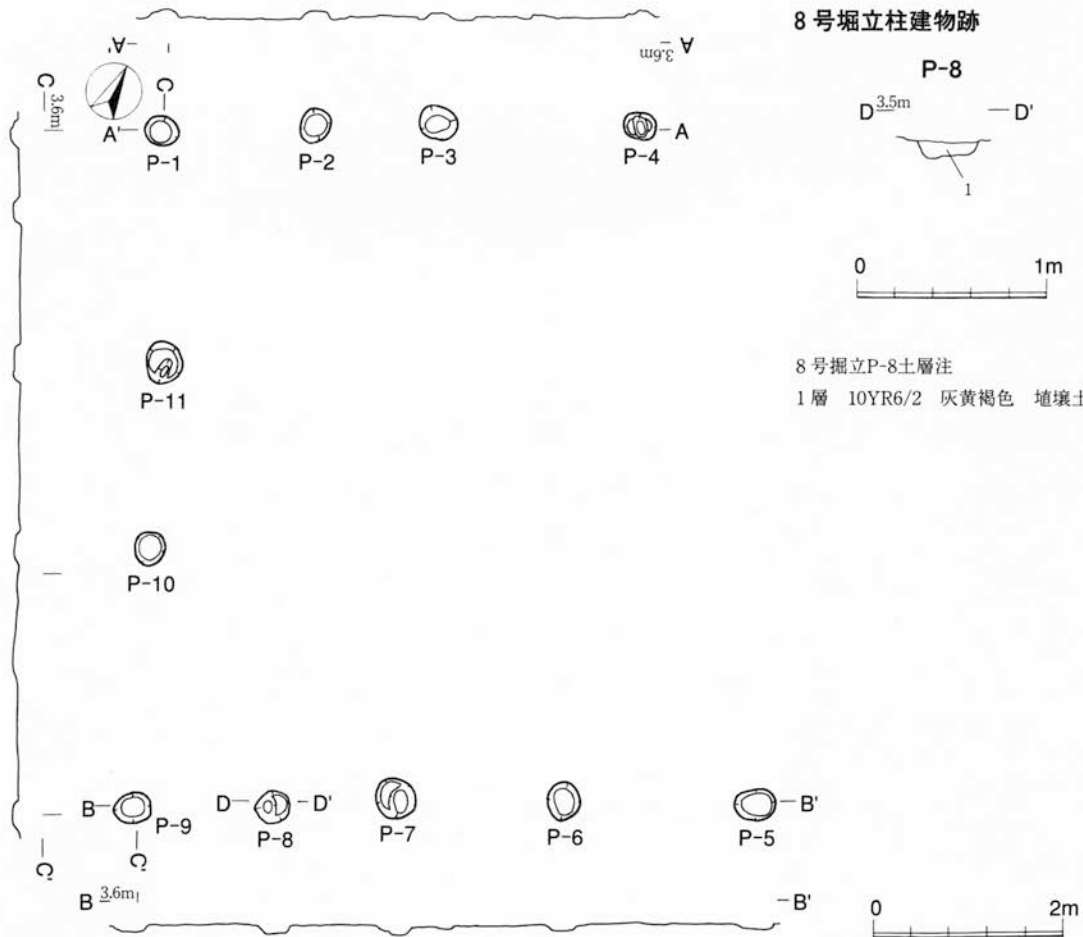 8号掘立柱建物跡
P-8
D 3.5m D'
1
0 1m
8号掘立P-8土層注
1層 10YR6/2 灰黄褐色 埴壌土
A' 3.6m A
C 3.6m C
A' A
P-1 P-2 P-3 P-4
P-11
P-10
B D D' B'
P-9 P-8 P-7 P-6 P-5
C' C'
B 3.6m B'
0 2m